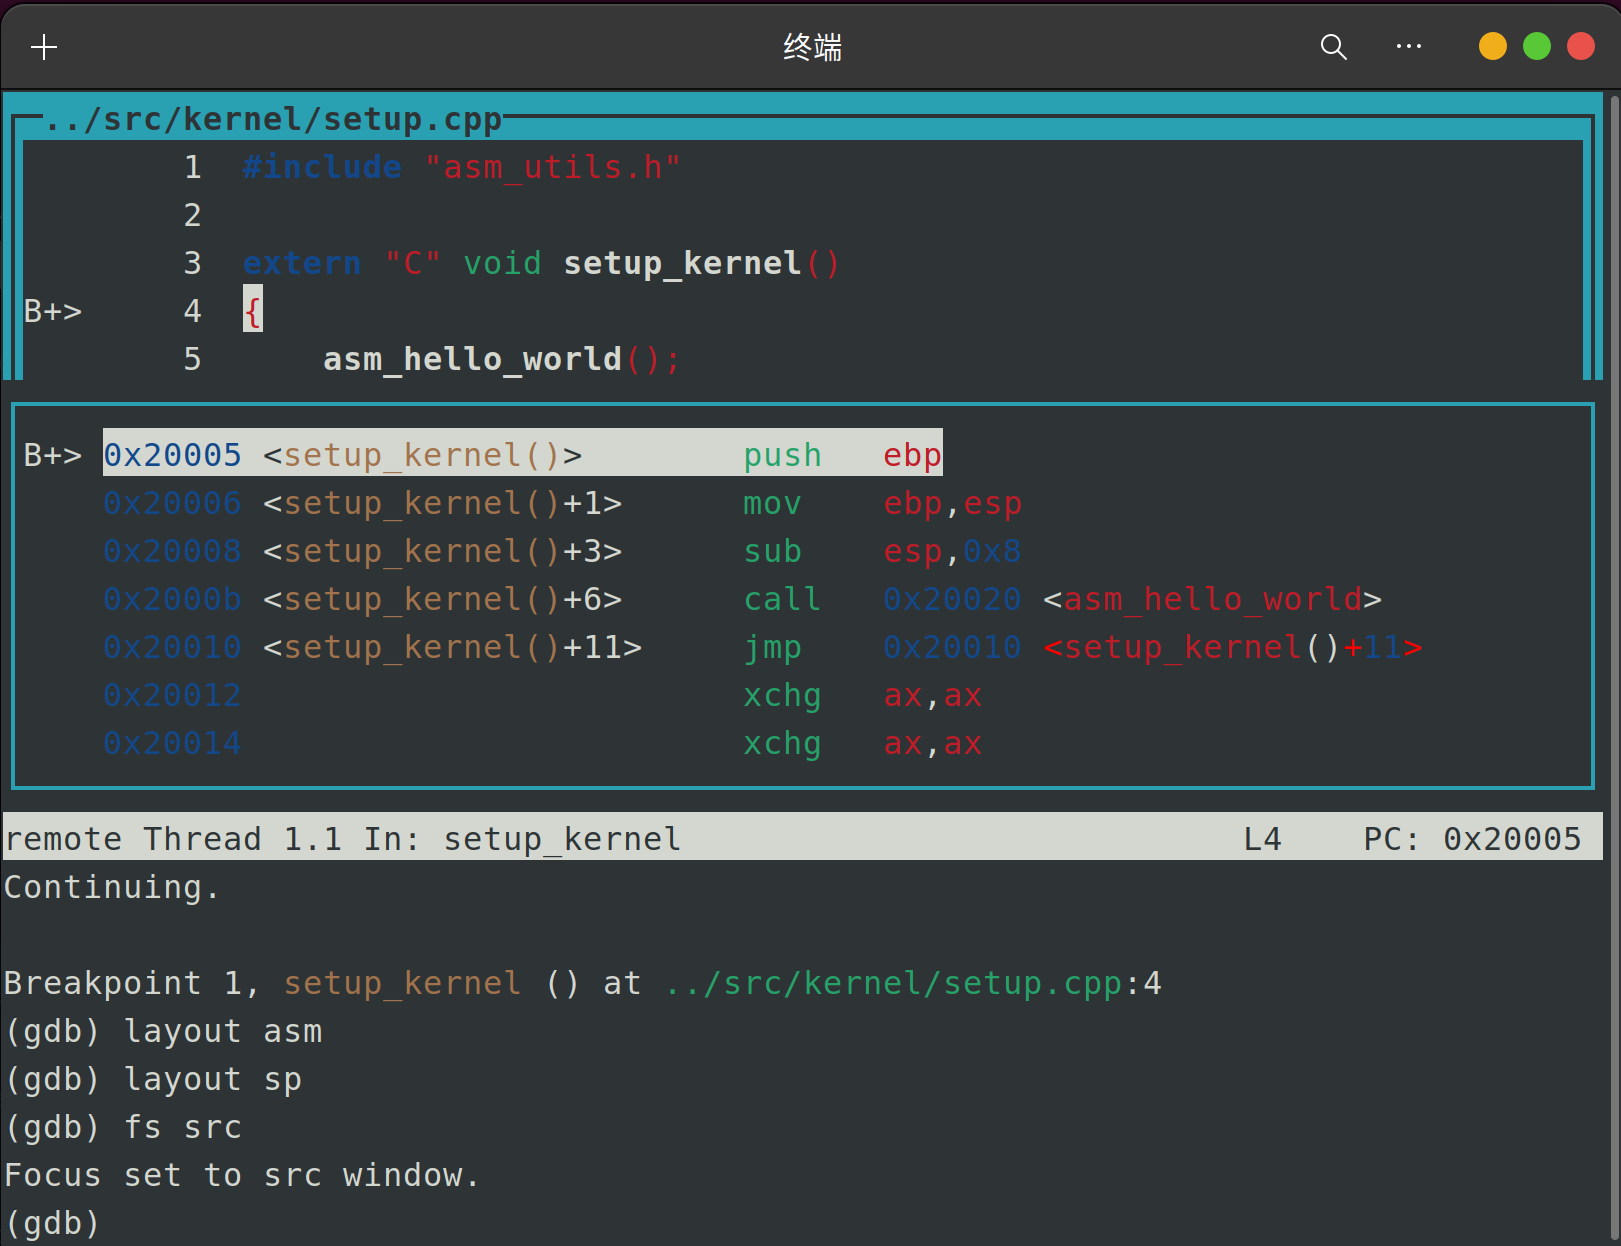 终端
../src/kernel/setup.cpp
1 #include "asm_utils.h"
2
3 extern "C" void setup_kernel()
B+> 4 {
5 asm_hello_world();
B+> 0x20005 <setup_kernel()> push ebp
0x20006 <setup_kernel()+1> mov ebp,esp
0x20008 <setup_kernel()+3> sub esp,0x8
0x2000b <setup_kernel()+6> call 0x20020 <asm_hello_world>
0x20010 <setup_kernel()+11> jmp 0x20010 <setup_kernel()+11>
0x20012 xchg ax,ax
0x20014 xchg ax,ax
remote Thread 1.1 In: setup_kernel L4 PC: 0x20005
Continuing.
Breakpoint 1, setup_kernel () at ../src/kernel/setup.cpp:4
(gdb) layout asm
(gdb) layout sp
(gdb) fs src
Focus set to src window.
(gdb)